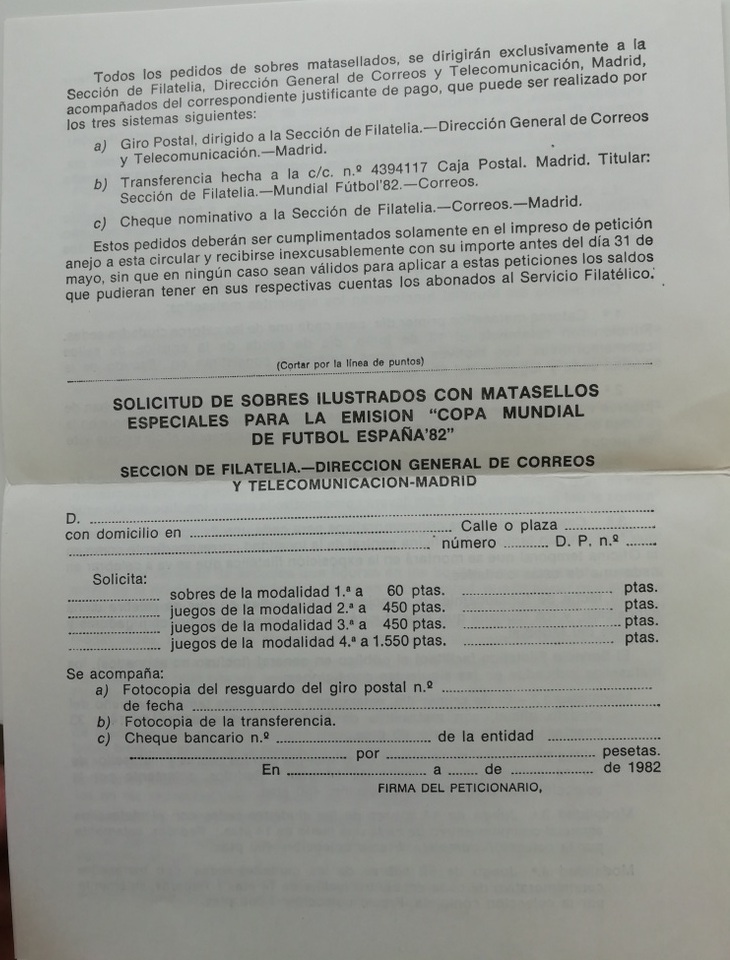 Todos los pedidos de sobres matasellados, se dirigirán exclusivamente a la
Sección de Filatelia, Dirección General de Correos y Telecomunicación, Madrid,
acompañados del correspondiente justificante de pago, que puede ser realizado por
los tres sistemas siguientes:
a) Giro Postal, dirigido a la Sección de Filatelia.—Dirección General de Correos
y Telecomunicación.—Madrid.
b) Transferencia hecha a la c/c. n.º 4394117 Caja Postal. Madrid. Titular:
Sección de Filatelia.—Mundial Fútbol'82.—Correos.
c) Cheque nominativo a la Sección de Filatelia.—Correos.—Madrid.
Estos pedidos deberán ser cumplimentados solamente en el impreso de petición
anejo a esta circular y recibirse inexcusablemente con su importe antes del día 31 de
mayo, sin que en ningún caso sean válidos para aplicar a estas peticiones los saldos
que pudieran tener en sus respectivas cuentas los abonados al Servicio Filatélico.
(Cortar por la línea de puntos)
SOLICITUD DE SOBRES ILUSTRADOS CON MATASELLOS
ESPECIALES PARA LA EMISION "COPA MUNDIAL
DE FUTBOL ESPAÑA'82"
SECCION DE FILATELIA.—DIRECCION GENERAL DE CORREOS
Y TELECOMUNICACION-MADRID
D. ..........
con domicilio en .......... Calle o plaza ..........
.......... número .......... D. P. n.º ..........
Solicita:
.......... sobres de la modalidad 1.ª a 60 ptas. .......... ptas.
.......... juegos de la modalidad 2.ª a 450 ptas. .......... ptas.
.......... juegos de la modalidad 3.ª a 450 ptas. .......... ptas.
.......... juegos de la modalidad 4.ª a 1.550 ptas. .......... ptas.
Se acompaña:
a) Fotocopia del resguardo del giro postal n.º ..........
de fecha ..........
b) Fotocopia de la transferencia.
c) Cheque bancario n.º .......... de la entidad ..........
.......... por .......... pesetas.
En .......... a ........ de .......... de 1982
FIRMA DEL PETICIONARIO,